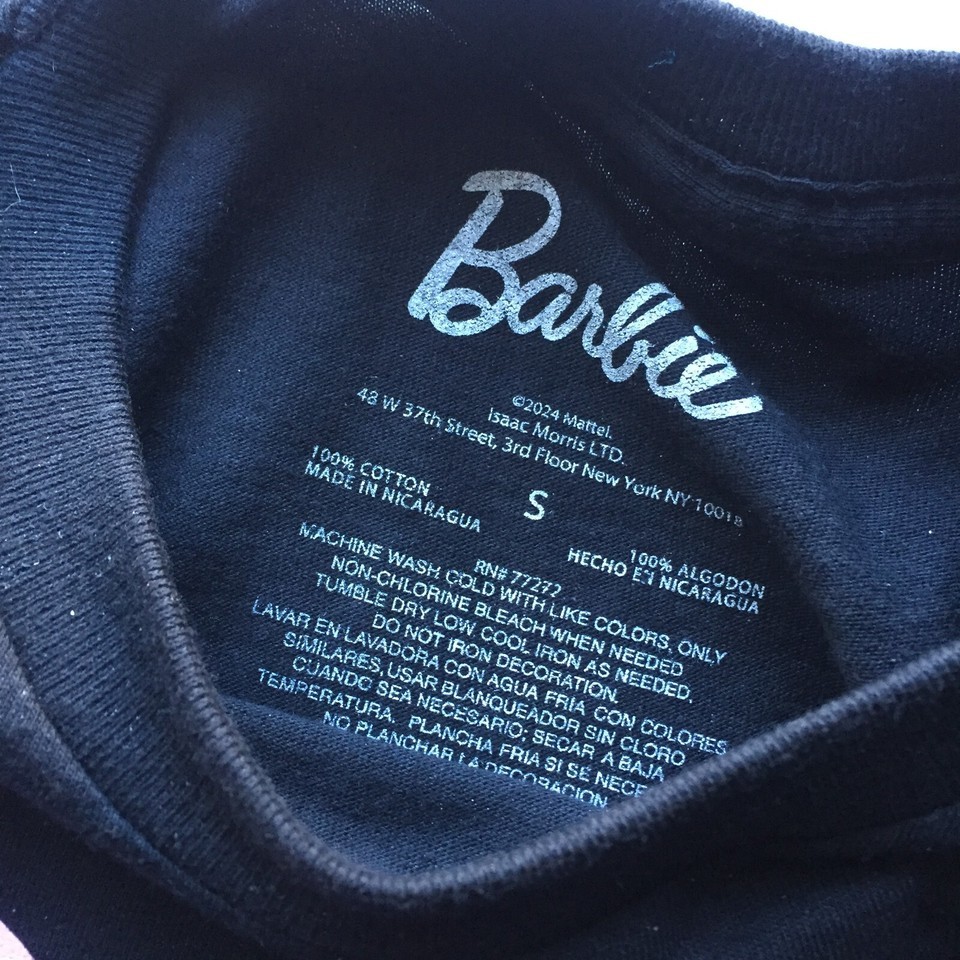 Barbie
©2024 Mattel.
Isaac Morris LTD.
48 W 37th Street, 3rd Floor New York NY 10018
S
100% COTTON
MADE IN NICARAGUA
100% ALGODON
HECHO EN NICARAGUA
RN# 77272
MACHINE WASH COLD WITH LIKE COLORS, ONLY
NON-CHLORINE BLEACH WHEN NEEDED
TUMBLE DRY LOW COOL IRON AS NEEDED.
DO NOT IRON DECORATION.
LAVAR EN LAVADORA CON AGUA FRIA CON COLORES
SIMILARES, USAR BLANQUEADOR SIN CLORO
CUANDO SEA NECESARIO; SECAR A BAJA
TEMPERATURA. PLANCHA FRIA SI SE
NO PLANCHAR LA DECORACION